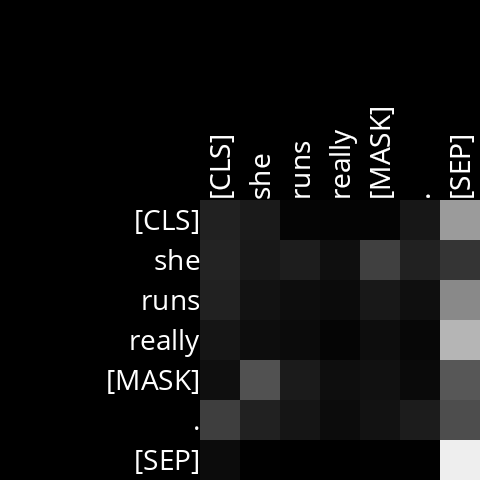 [CLS] she runs really [MASK] . [SEP]
[CLS]
she
runs
really
[MASK]
.
[SEP]